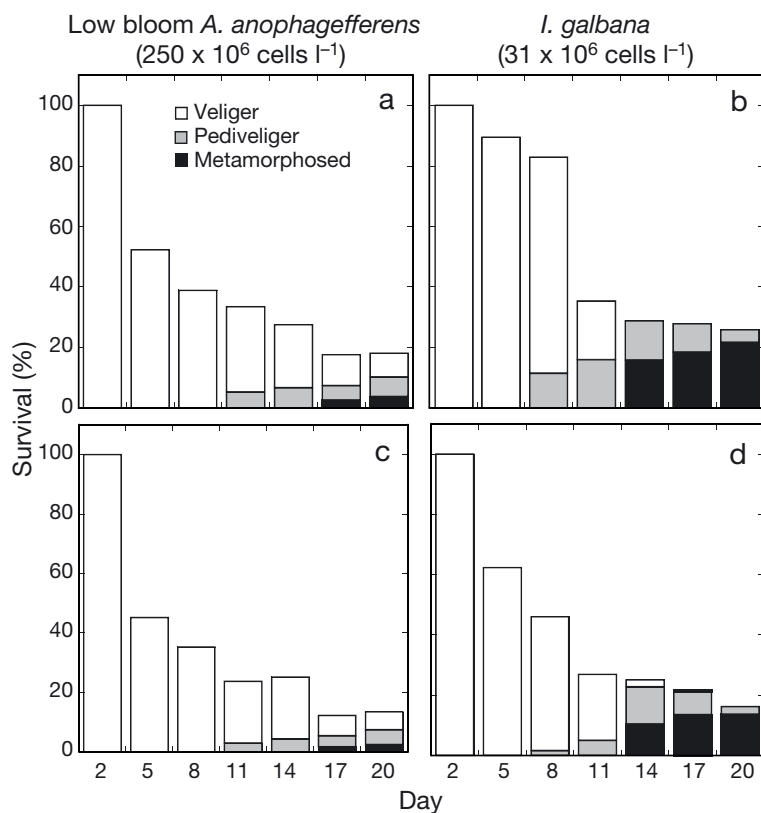 Low bloom A. anophagefferens
(250 x 10⁶ cells l⁻¹)
I. galbana
(31 x 10⁶ cells l⁻¹)
a
b
Veliger
Pediveliger
Metamorphosed
100
80
60
40
20
0
Survival (%)
c
d
100
80
60
40
20
0
2 5 8 11 14 17 20 2 5 8 11 14 17 20
Day